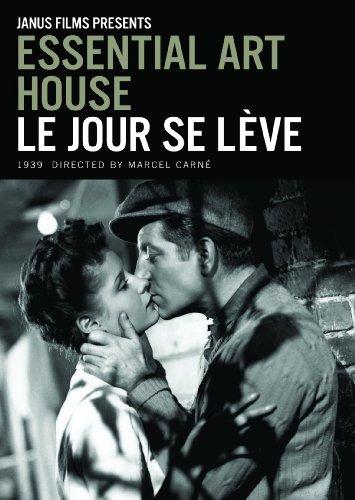 JANUS FILMS PRESENTS
ESSENTIAL ART
HOUSE
LE JOUR SE LÈVE
1939 DIRECTED BY MARCEL CARNÉ